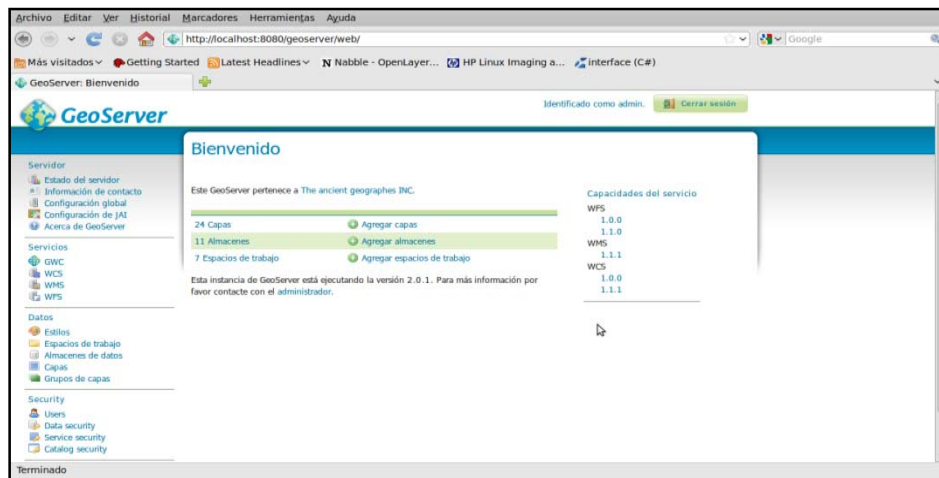 Archivo Editar Ver Historial Marcadores Herramientas Ayuda
http://localhost:8080/geoserver/web/
Google
Más visitados Getting Started Latest Headlines Nabble - OpenLayer... HP Linux Imaging a... interface (C#)
GeoServer: Bienvenido
GeoServer
Identificado como admin. Cerrar sesión
Bienvenido
Servidor
Estado del servidor
Información de contacto
Configuración global
Configuración de JAI
Acerca de GeoServer
Servicios
GWC
WCS
WMS
WFS
Datos
Estilos
Espacios de trabajo
Almacenes de datos
Capas
Grupos de capas
Security
Users
Data security
Service security
Catalog security
Este GeoServer pertenece a The ancient geographes INC.
24 Capas Agregar capas
11 Almacenes Agregar almacenes
7 Espacios de trabajo Agregar espacios de trabajo
Esta instancia de GeoServer está ejecutando la versión 2.0.1. Para más información por
favor contacte con el administrador.
Capacidades del servicio
WFS
1.0.0
1.1.0
WMS
1.1.1
WCS
1.0.0
1.1.1
Terminado